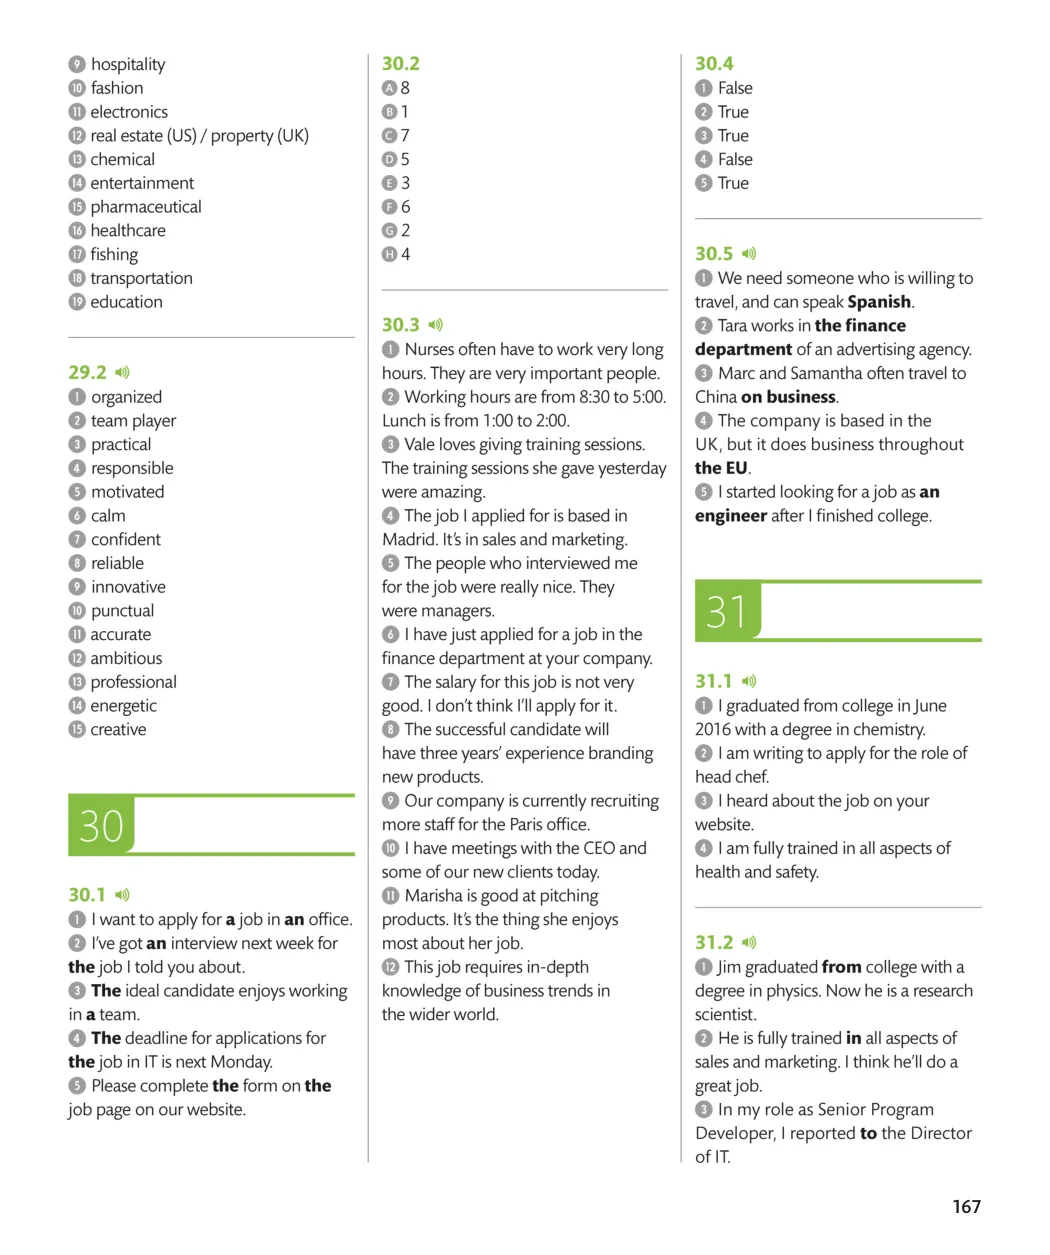 9 hospitality
10 fashion
11 electronics
12 real estate (US) / property (UK)
13 chemical
14 entertainment
15 pharmaceutical
16 healthcare
17 fishing
18 transportation
19 education
29.2
1 organized
2 team player
3 practical
4 responsible
5 motivated
6 calm
7 confident
8 reliable
9 innovative
10 punctual
11 accurate
12 ambitious
13 professional
14 energetic
15 creative
30
30.1
1 I want to apply for a job in an office.
2 I’ve got an interview next week for
the job I told you about.
3 The ideal candidate enjoys working
in a team.
4 The deadline for applications for
the job in IT is next Monday.
5 Please complete the form on the
job page on our website.
30.2
A 8
B 1
C 7
D 5
E 3
F 6
G 2
H 4
30.3
1 Nurses often have to work very long
hours. They are very important people.
2 Working hours are from 8:30 to 5:00.
Lunch is from 1:00 to 2:00.
3 Vale loves giving training sessions.
The training sessions she gave yesterday
were amazing.
4 The job I applied for is based in
Madrid. It’s in sales and marketing.
5 The people who interviewed me
for the job were really nice. They
were managers.
6 I have just applied for a job in the
finance department at your company.
7 The salary for this job is not very
good. I don’t think I’ll apply for it.
8 The successful candidate will
have three years’ experience branding
new products.
9 Our company is currently recruiting
more staff for the Paris office.
10 I have meetings with the CEO and
some of our new clients today.
11 Marisha is good at pitching
products. It’s the thing she enjoys
most about her job.
12 This job requires in-depth
knowledge of business trends in
the wider world.
30.4
1 False
2 True
3 True
4 False
5 True
30.5
1 We need someone who is willing to
travel, and can speak Spanish.
2 Tara works in the finance
department of an advertising agency.
3 Marc and Samantha often travel to
China on business.
4 The company is based in the
UK, but it does business throughout
the EU.
5 I started looking for a job as an
engineer after I finished college.
31
31.1
1 I graduated from college in June
2016 with a degree in chemistry.
2 I am writing to apply for the role of
head chef.
3 I heard about the job on your
website.
4 I am fully trained in all aspects of
health and safety.
31.2
1 Jim graduated from college with a
degree in physics. Now he is a research
scientist.
2 He is fully trained in all aspects of
sales and marketing. I think he’ll do a
great job.
3 In my role as Senior Program
Developer, I reported to the Director
of IT.
167